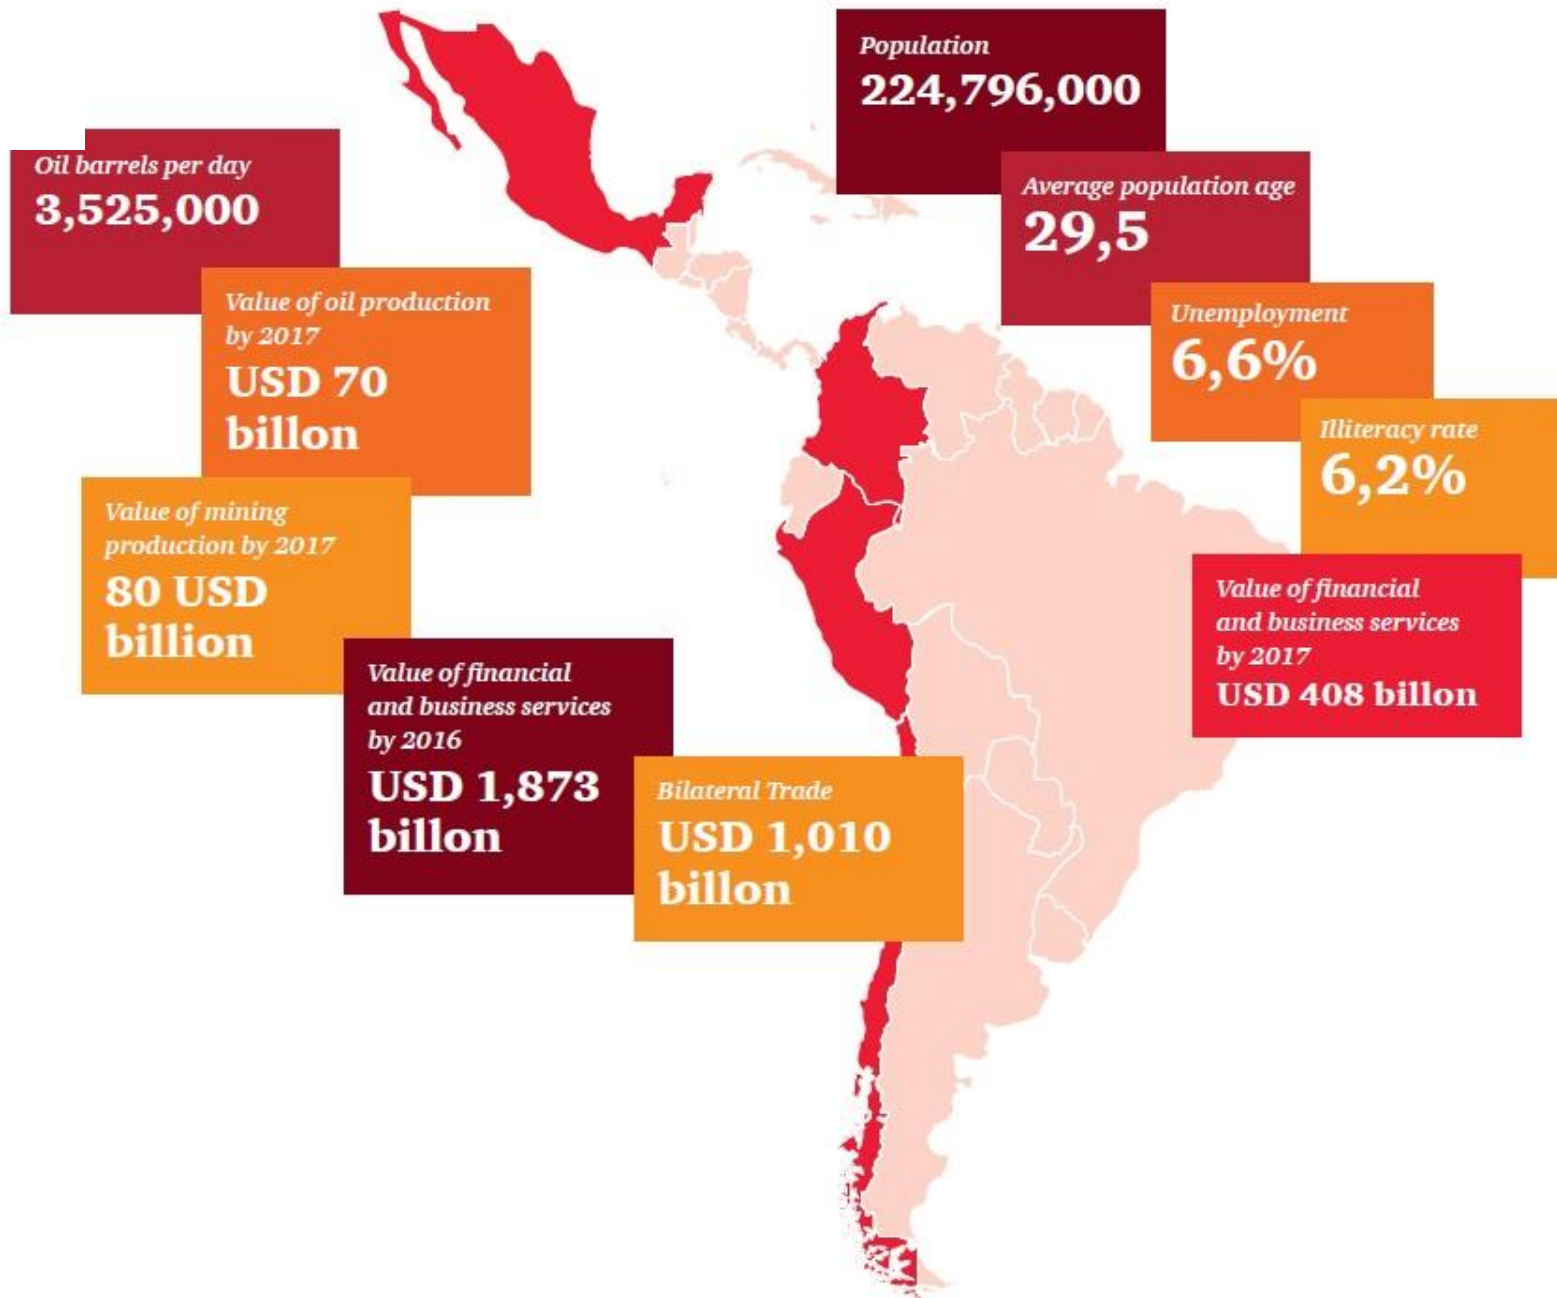 Population
224,796,000
Average population age
29,5
Unemployment
6,6%
Illiteracy rate
6,2%
Value of financial
and business services
by 2017
USD 408 billon
Oil barrels per day
3,525,000
Value of oil production
by 2017
USD 70
billon
Value of mining
production by 2017
80 USD
billion
Value of financial
and business services
by 2016
USD 1,873
billon
Bilateral Trade
USD 1,010
billon